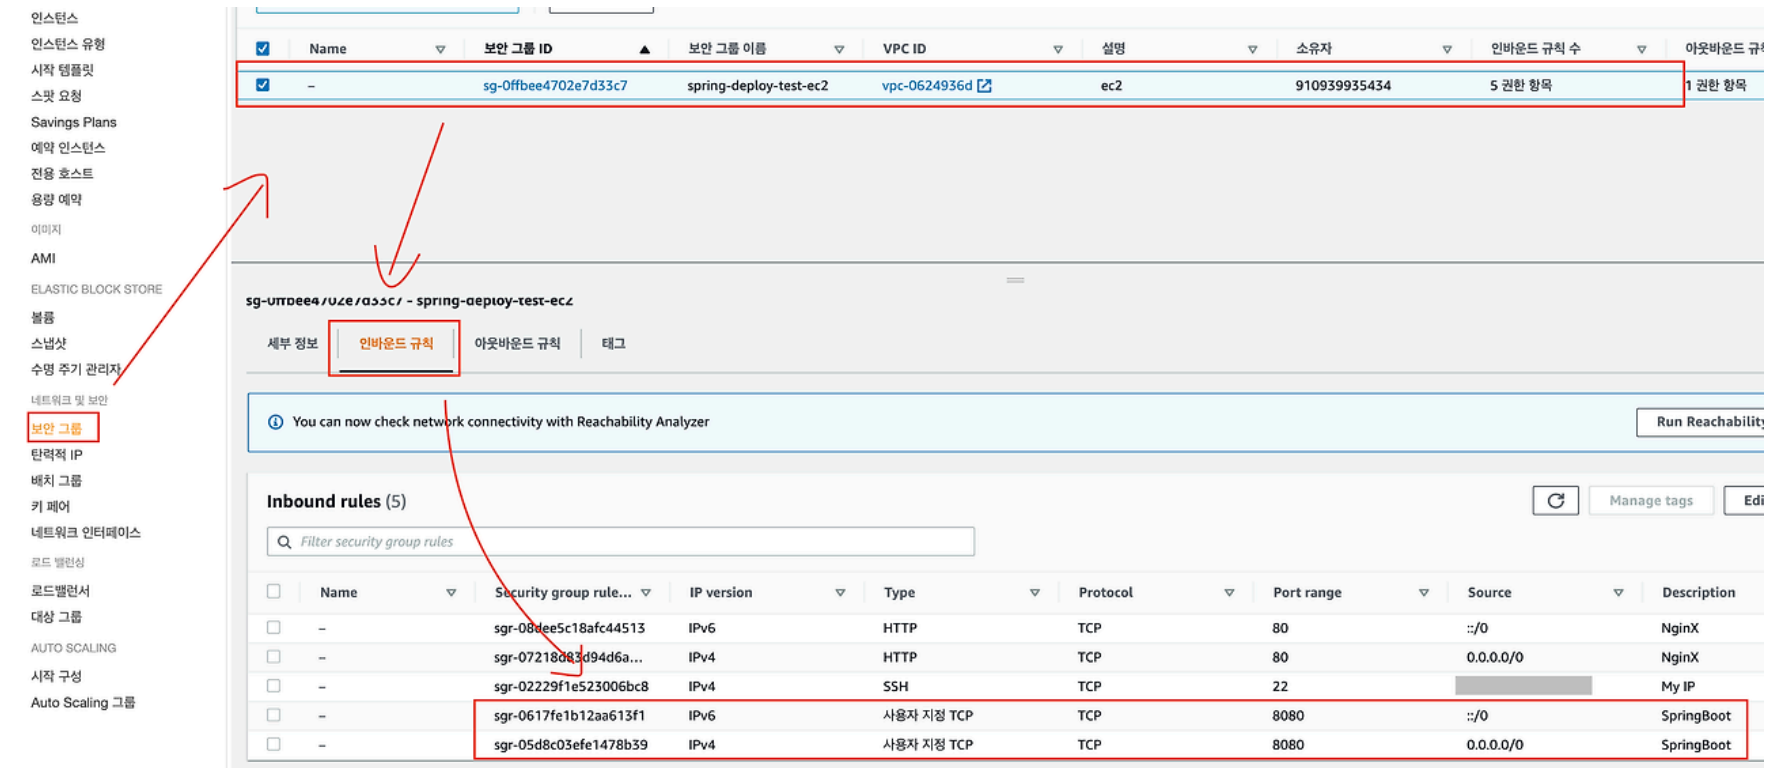 인스턴스
인스턴스 유형
시작 템플릿
스팟 요청
Savings Plans
예약 인스턴스
전용 호스트
용량 예약
이미지
AMI
ELASTIC BLOCK STORE
볼륨
스냅샷
수명 주기 관리자
네트워크 및 보안
보안 그룹
탄력적 IP
배치 그룹
키 페어
네트워크 인터페이스
로드 밸런싱
로드밸런서
대상 그룹
AUTO SCALING
시작 구성
Auto Scaling 그룹
Name 보안 그룹 ID 보안 그룹 이름 VPC ID 설명 소유자 인바운드 규칙 수 아웃바운드
– sg-0ffbee4702e7d33c7 spring-deploy-test-ec2 vpc-0624936d ec2 910939935434 5 권한 항목 1 권한 항목
sg-0ffbee4702e7d33c7 - spring-deploy-test-ec2
세부 정보 인바운드 규칙 아웃바운드 규칙 태그
You can now check network connectivity with Reachability Analyzer Run Reachability
Inbound rules (5) Manage tags Edi
Filter security group rules
Name Security group rule... IP version Type Protocol Port range Source Description
– sgr-08dee5c18afc44513 IPv6 HTTP TCP 80 ::/0 NginX
– sgr-07218d83d94d6a... IPv4 HTTP TCP 80 0.0.0.0/0 NginX
– sgr-02229f1e523006bc8 IPv4 SSH TCP 22 My IP
– sgr-0617fe1b12aa613f1 IPv6 사용자 지정 TCP TCP 8080 ::/0 SpringBoot
– sgr-05d8c03efe1478b39 IPv4 사용자 지정 TCP TCP 8080 0.0.0.0/0 SpringBoot